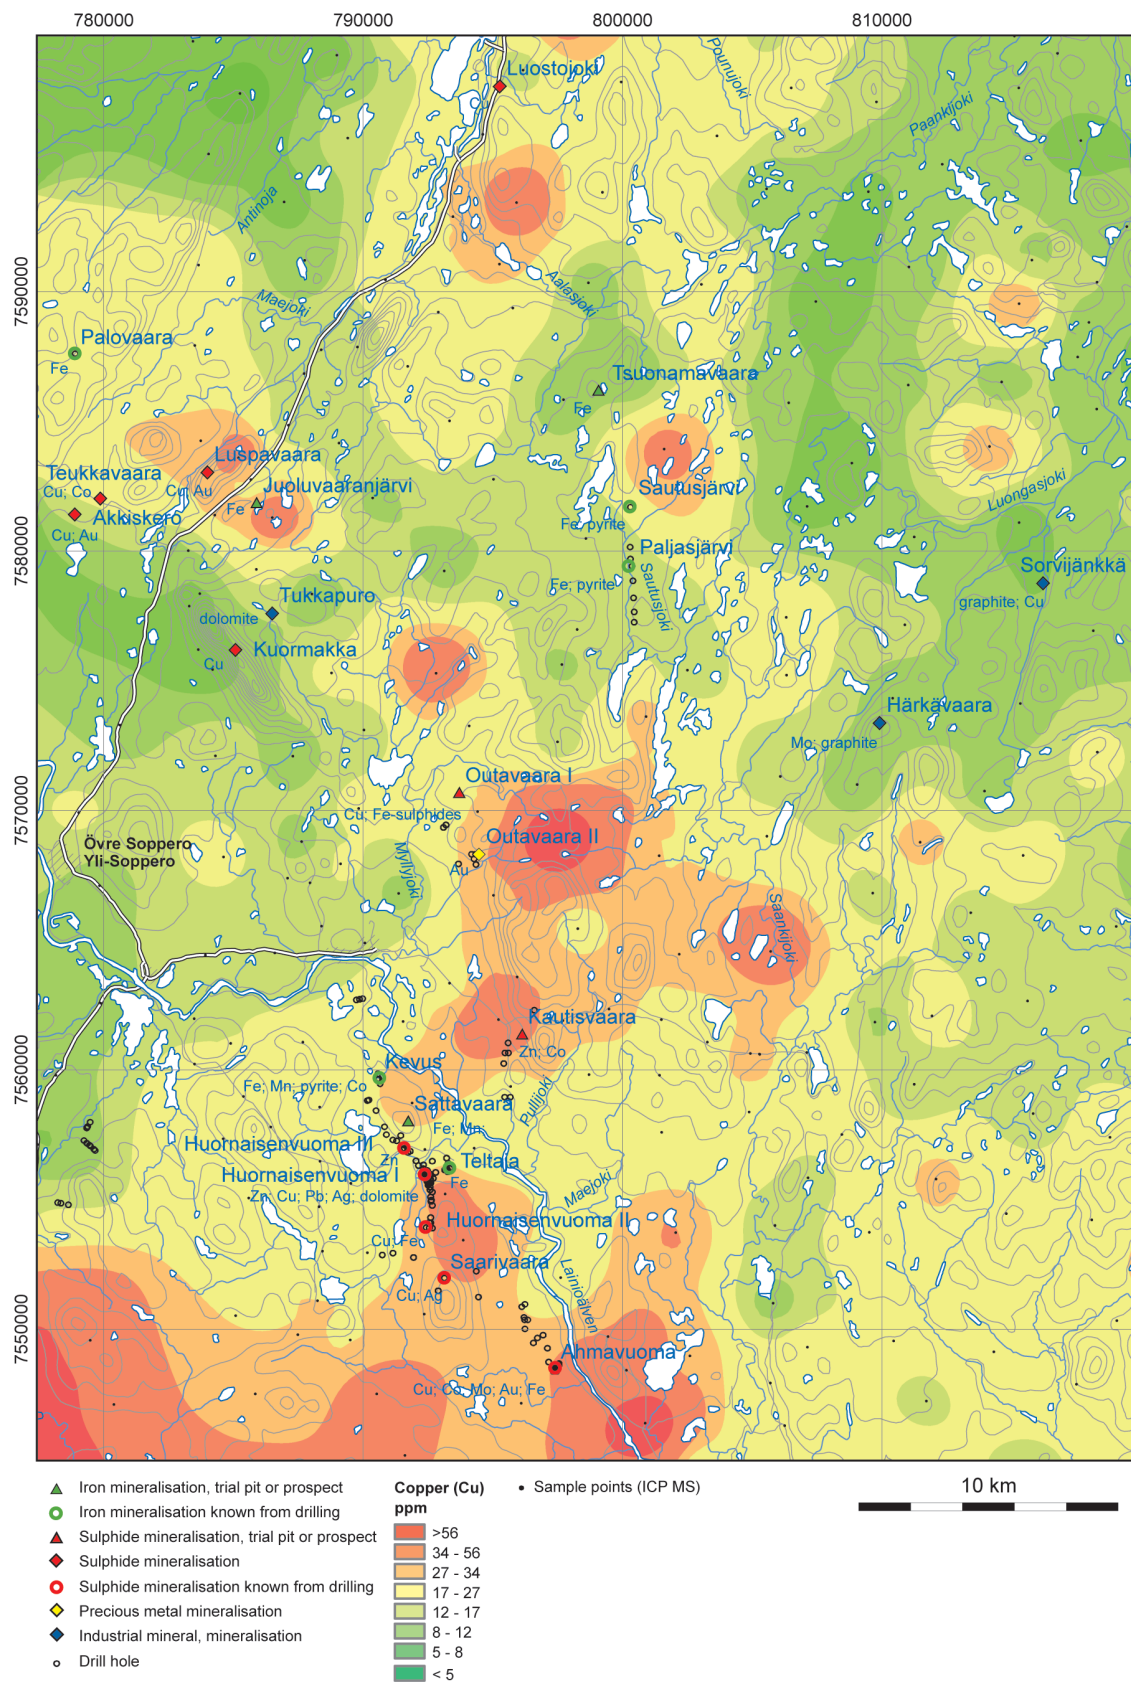 780000
790000
800000
810000
Luostojoki
Pounujoki
Paankijoki
Antinoja
7590000
Maejoki
Aalasjoki
Palovaara
Fe
Tsuonamavaara
Fe
Luspavaara
Teukkavaara
Cu; Co
Cu; Au
Juoluvaaranjärvi
Fe
Akkiskero
Cu; Au
Sautusjärvi
Fe; pyrite
Luongasjoki
7580000
Paljasjärvi
Fe; pyrite
Sautusjoki
Sorvijänkkä
graphite; Cu
Tukkapuro
dolomite
Kuormakka
Cu
Härkävaara
Mo; graphite
Outavaara I
Cu; Fe-sulphides
7570000
Outavaara II
Au
Övre Soppero
Yli-Soppero
Myllyjoki
Saankijoki
Kautisvaara
Zn; Co
7560000
Kevus
Fe; Mn; pyrite; Co
Pullijoki
Sattavaara
Fe; Mn;
Huornaisenvuoma III
Zn
Teltaja
Fe
Huornaisenvuoma I
Zn; Cu; Pb; Ag; dolomite
Maejoki
Huornaisenvuoma II
Cu; Fe
Saarivaara
Cu; Ag
Lainioälven
7550000
Ahmavuoma
Cu; Co; Mo; Au; Fe
Iron mineralisation, trial pit or prospect
Iron mineralisation known from drilling
Sulphide mineralisation, trial pit or prospect
Sulphide mineralisation
Sulphide mineralisation known from drilling
Precious metal mineralisation
Industrial mineral, mineralisation
Drill hole
Copper (Cu)
ppm
>56
34 - 56
27 - 34
17 - 27
12 - 17
8 - 12
5 - 8
< 5
Sample points (ICP MS)
10 km